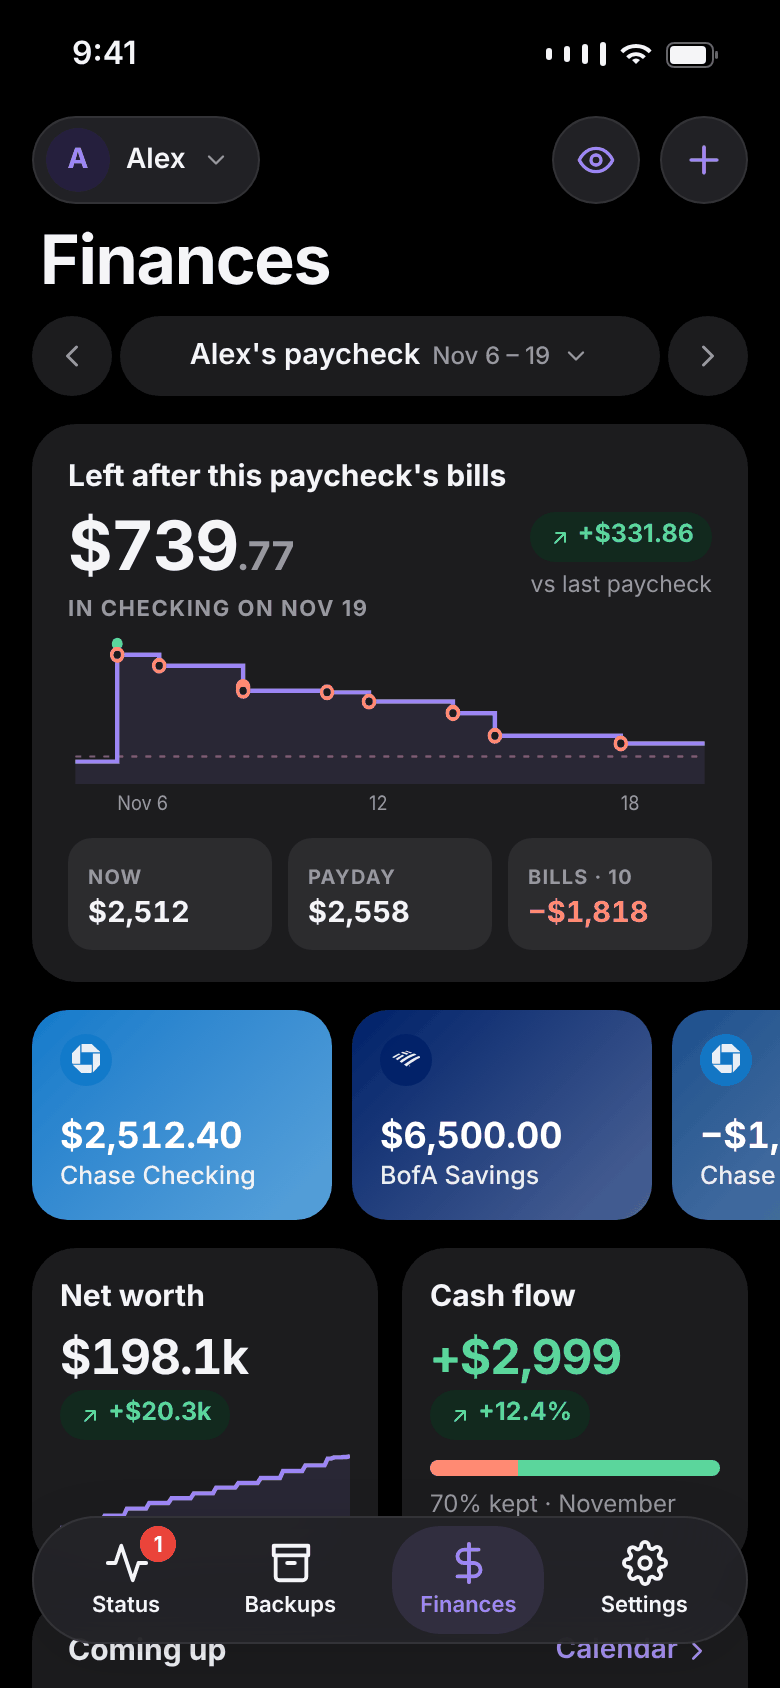 9:41
A Alex
Finances
Alex's paycheck Nov 6 – 19
Left after this paycheck's bills
$739.77
+$331.86
vs last paycheck
IN CHECKING ON NOV 19
Nov 6 12 18
NOW
$2,512
PAYDAY
$2,558
BILLS · 10
−$1,818
$2,512.40
Chase Checking
$6,500.00
BofA Savings
−$1,
Chase
Net worth
$198.1k
+$20.3k
Cash flow
+$2,999
+12.4%
70% kept · November
1
Status
Backups
Finances
Settings
Coming up
Calendar